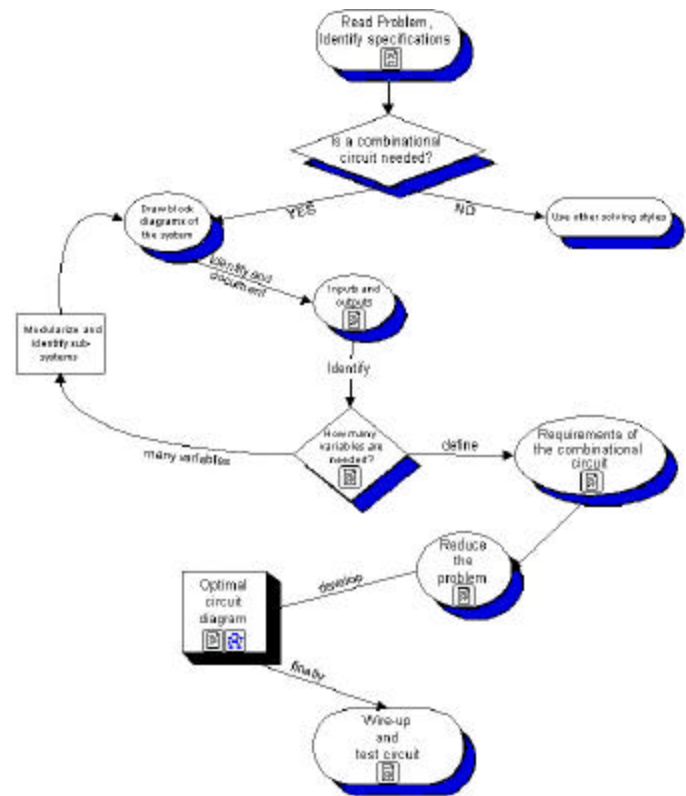 Read Problem,
Identify specifications
Is a combinational
circuit needed?
YES
NO
Draw block
diagrams of
the system
Use other solving styles
Identify and
document
Inputs and
outputs
Modularize and
identify sub-
systems
Identify
How many
variables are
needed?
many variables
define
Requirements of
the combinational
circuit
Reduce
the
problem
develop
Optimal
circuit
diagram
finally
Wire-up
and
test circuit